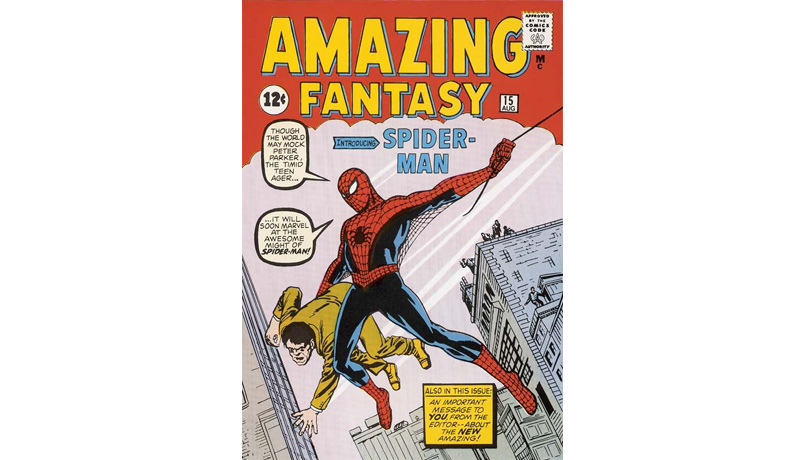 AMAZING
FANTASY
APPROVED
BY THE
COMICS
CODE
AUTHORITY
M
C
12¢
15
AUG
INTRODUCING
SPIDER-
MAN
THOUGH
THE WORLD
MAY MOCK
PETER
PARKER,
THE TIMID
TEEN
AGER...
...IT WILL
SOON MARVEL
AT THE
AWESOME
MIGHT OF
SPIDER-MAN!
ALSO IN THIS ISSUE:
AN IMPORTANT
MESSAGE TO
YOU, FROM THE
EDITOR--ABOUT
THE NEW
AMAZING!